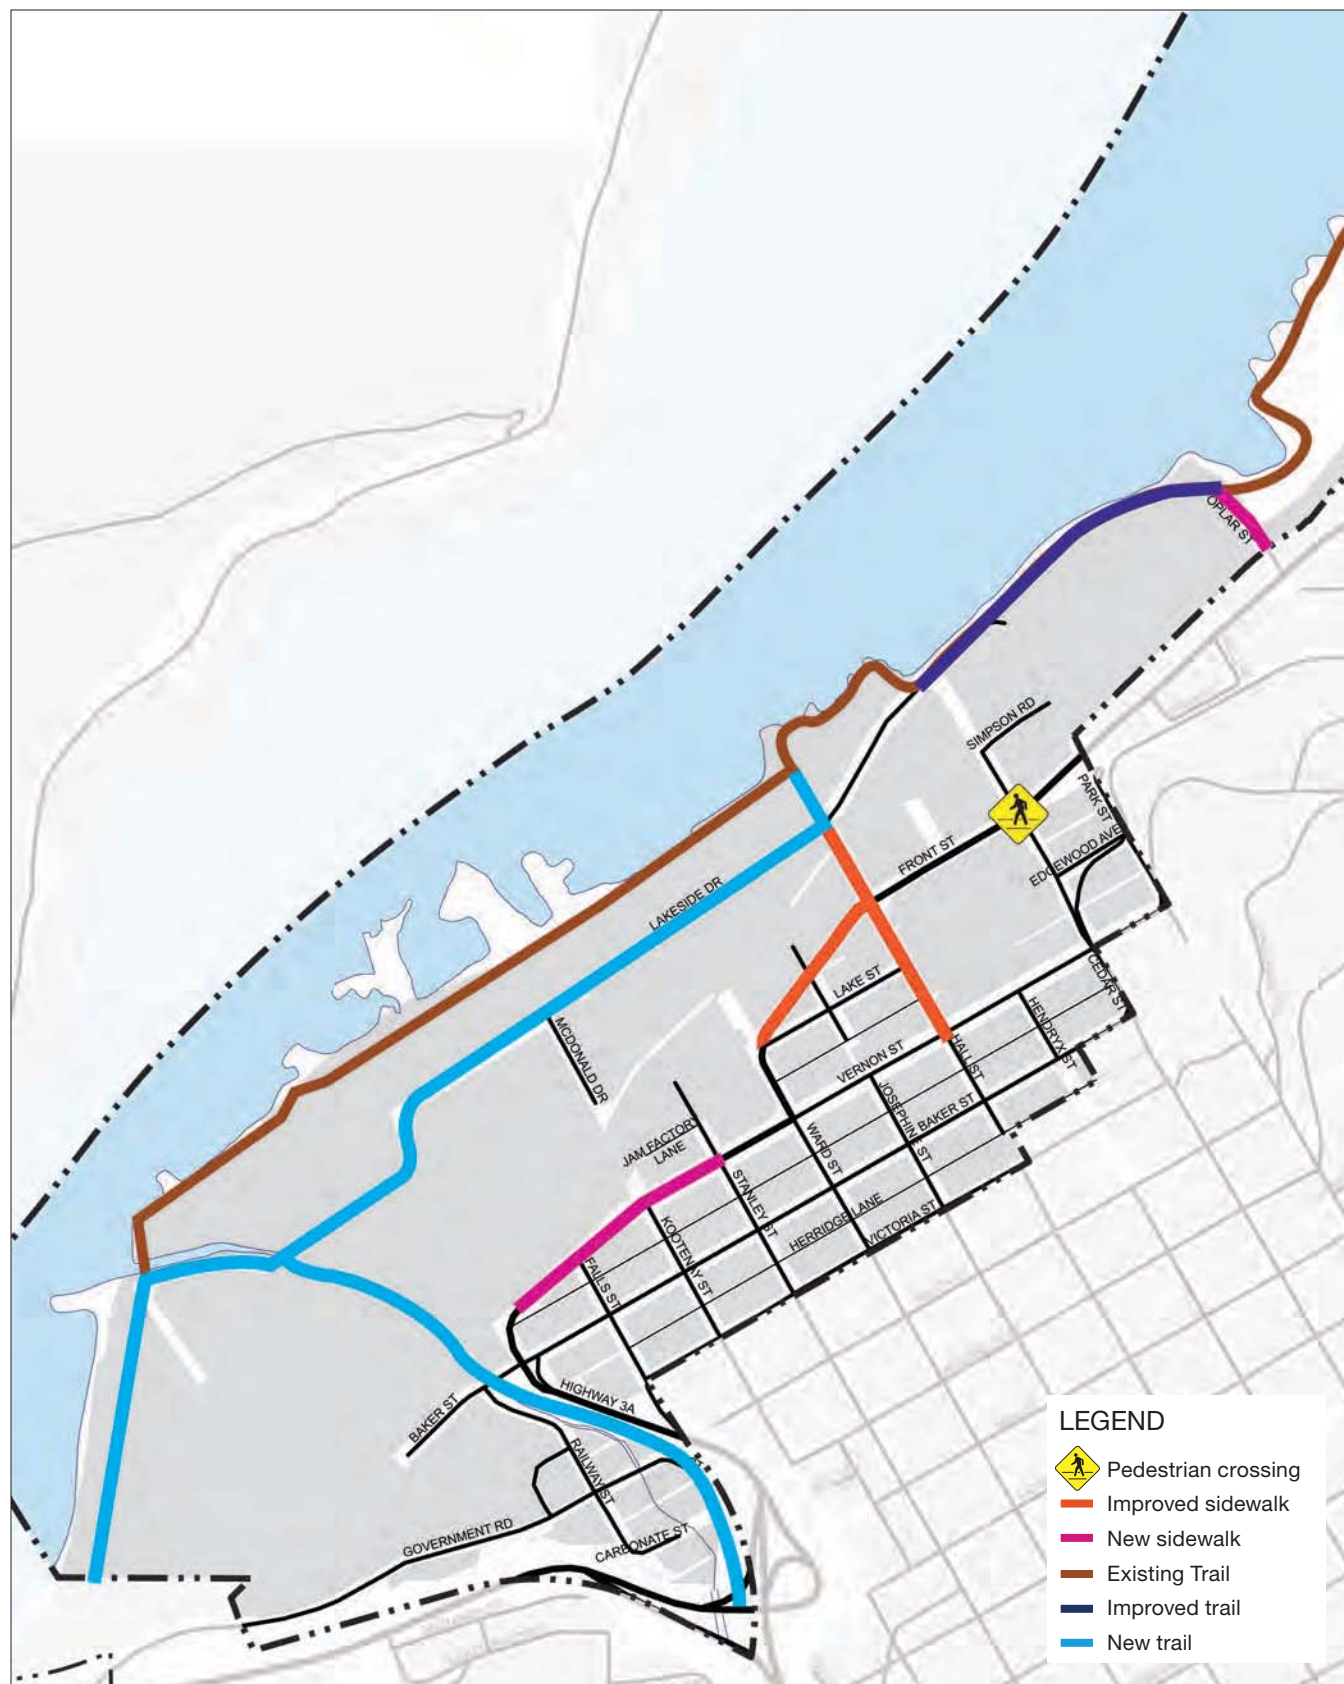 OPLAR ST
SIMPSON RD
PARK ST
FRONT ST
EDGEWOOD AVE
LAKESIDE DR
LAKE ST
CEDAR ST
HENDRYX ST
MCDONALD DR
VERNON ST
HALL ST
JOSEPHINE ST
BAKER ST
JAM FACTORY
LANE
WARD ST
STANLEY ST
HERRIDGE LANE
VICTORIA ST
KOOTENAY ST
FALLS ST
HIGHWAY 3A
BAKER ST
RAILWAY ST
GOVERNMENT RD
CARBONATE ST
LEGEND
Pedestrian crossing
Improved sidewalk
New sidewalk
Existing Trail
Improved trail
New trail